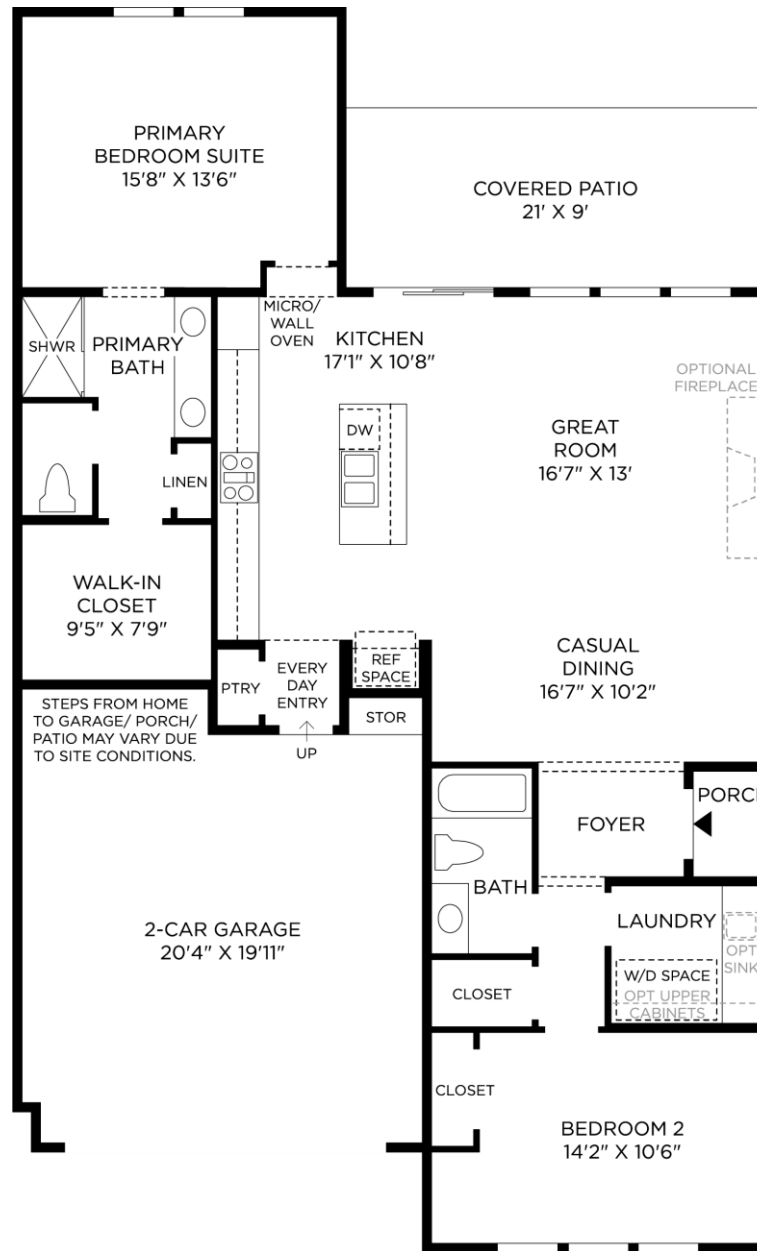 PRIMARY
BEDROOM SUITE
15'8" X 13'6"
COVERED PATIO
21' X 9'
MICRO/
WALL
OVEN
KITCHEN
17'1" X 10'8"
SHWR
PRIMARY
BATH
OPTIONAL
FIREPLACE
DW
GREAT
ROOM
16'7" X 13'
LINEN
WALK-IN
CLOSET
9'5" X 7'9"
CASUAL
DINING
16'7" X 10'2"
PTRY
EVERY
DAY
ENTRY
REF
SPACE
STOR
UP
STEPS FROM HOME
TO GARAGE/ PORCH/
PATIO MAY VARY DUE
TO SITE CONDITIONS.
FOYER
PORC
BATH
LAUNDRY
2-CAR GARAGE
20'4" X 19'11"
OPT
SINK
W/D SPACE
OPT UPPER
CABINETS
CLOSET
CLOSET
BEDROOM 2
14'2" X 10'6"